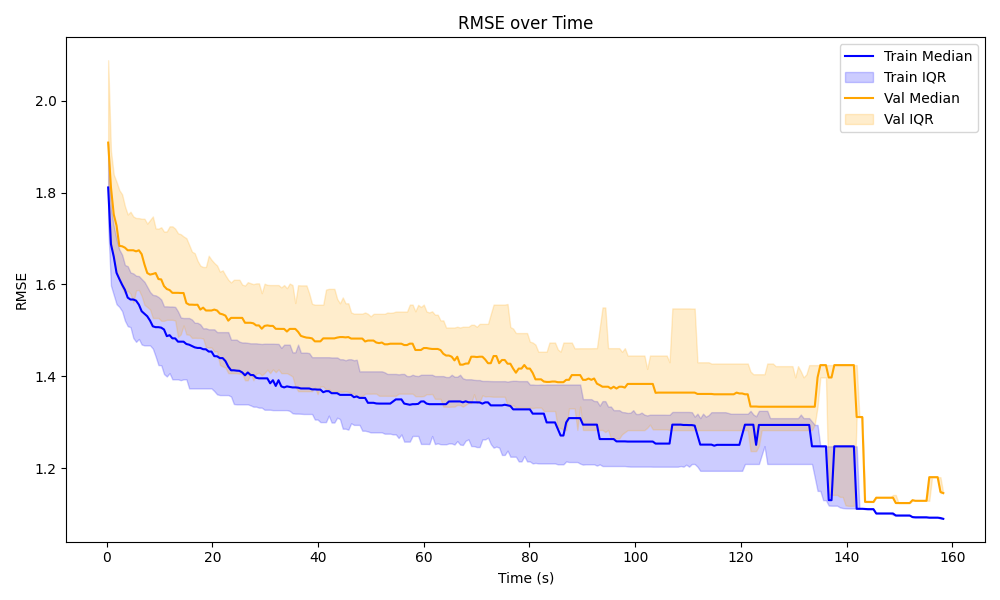 RMSE over Time
Train Median
Train IQR
Val Median
Val IQR
RMSE
2.0
1.8
1.6
1.4
1.2
0 20 40 60 80 100 120 140 160
Time (s)